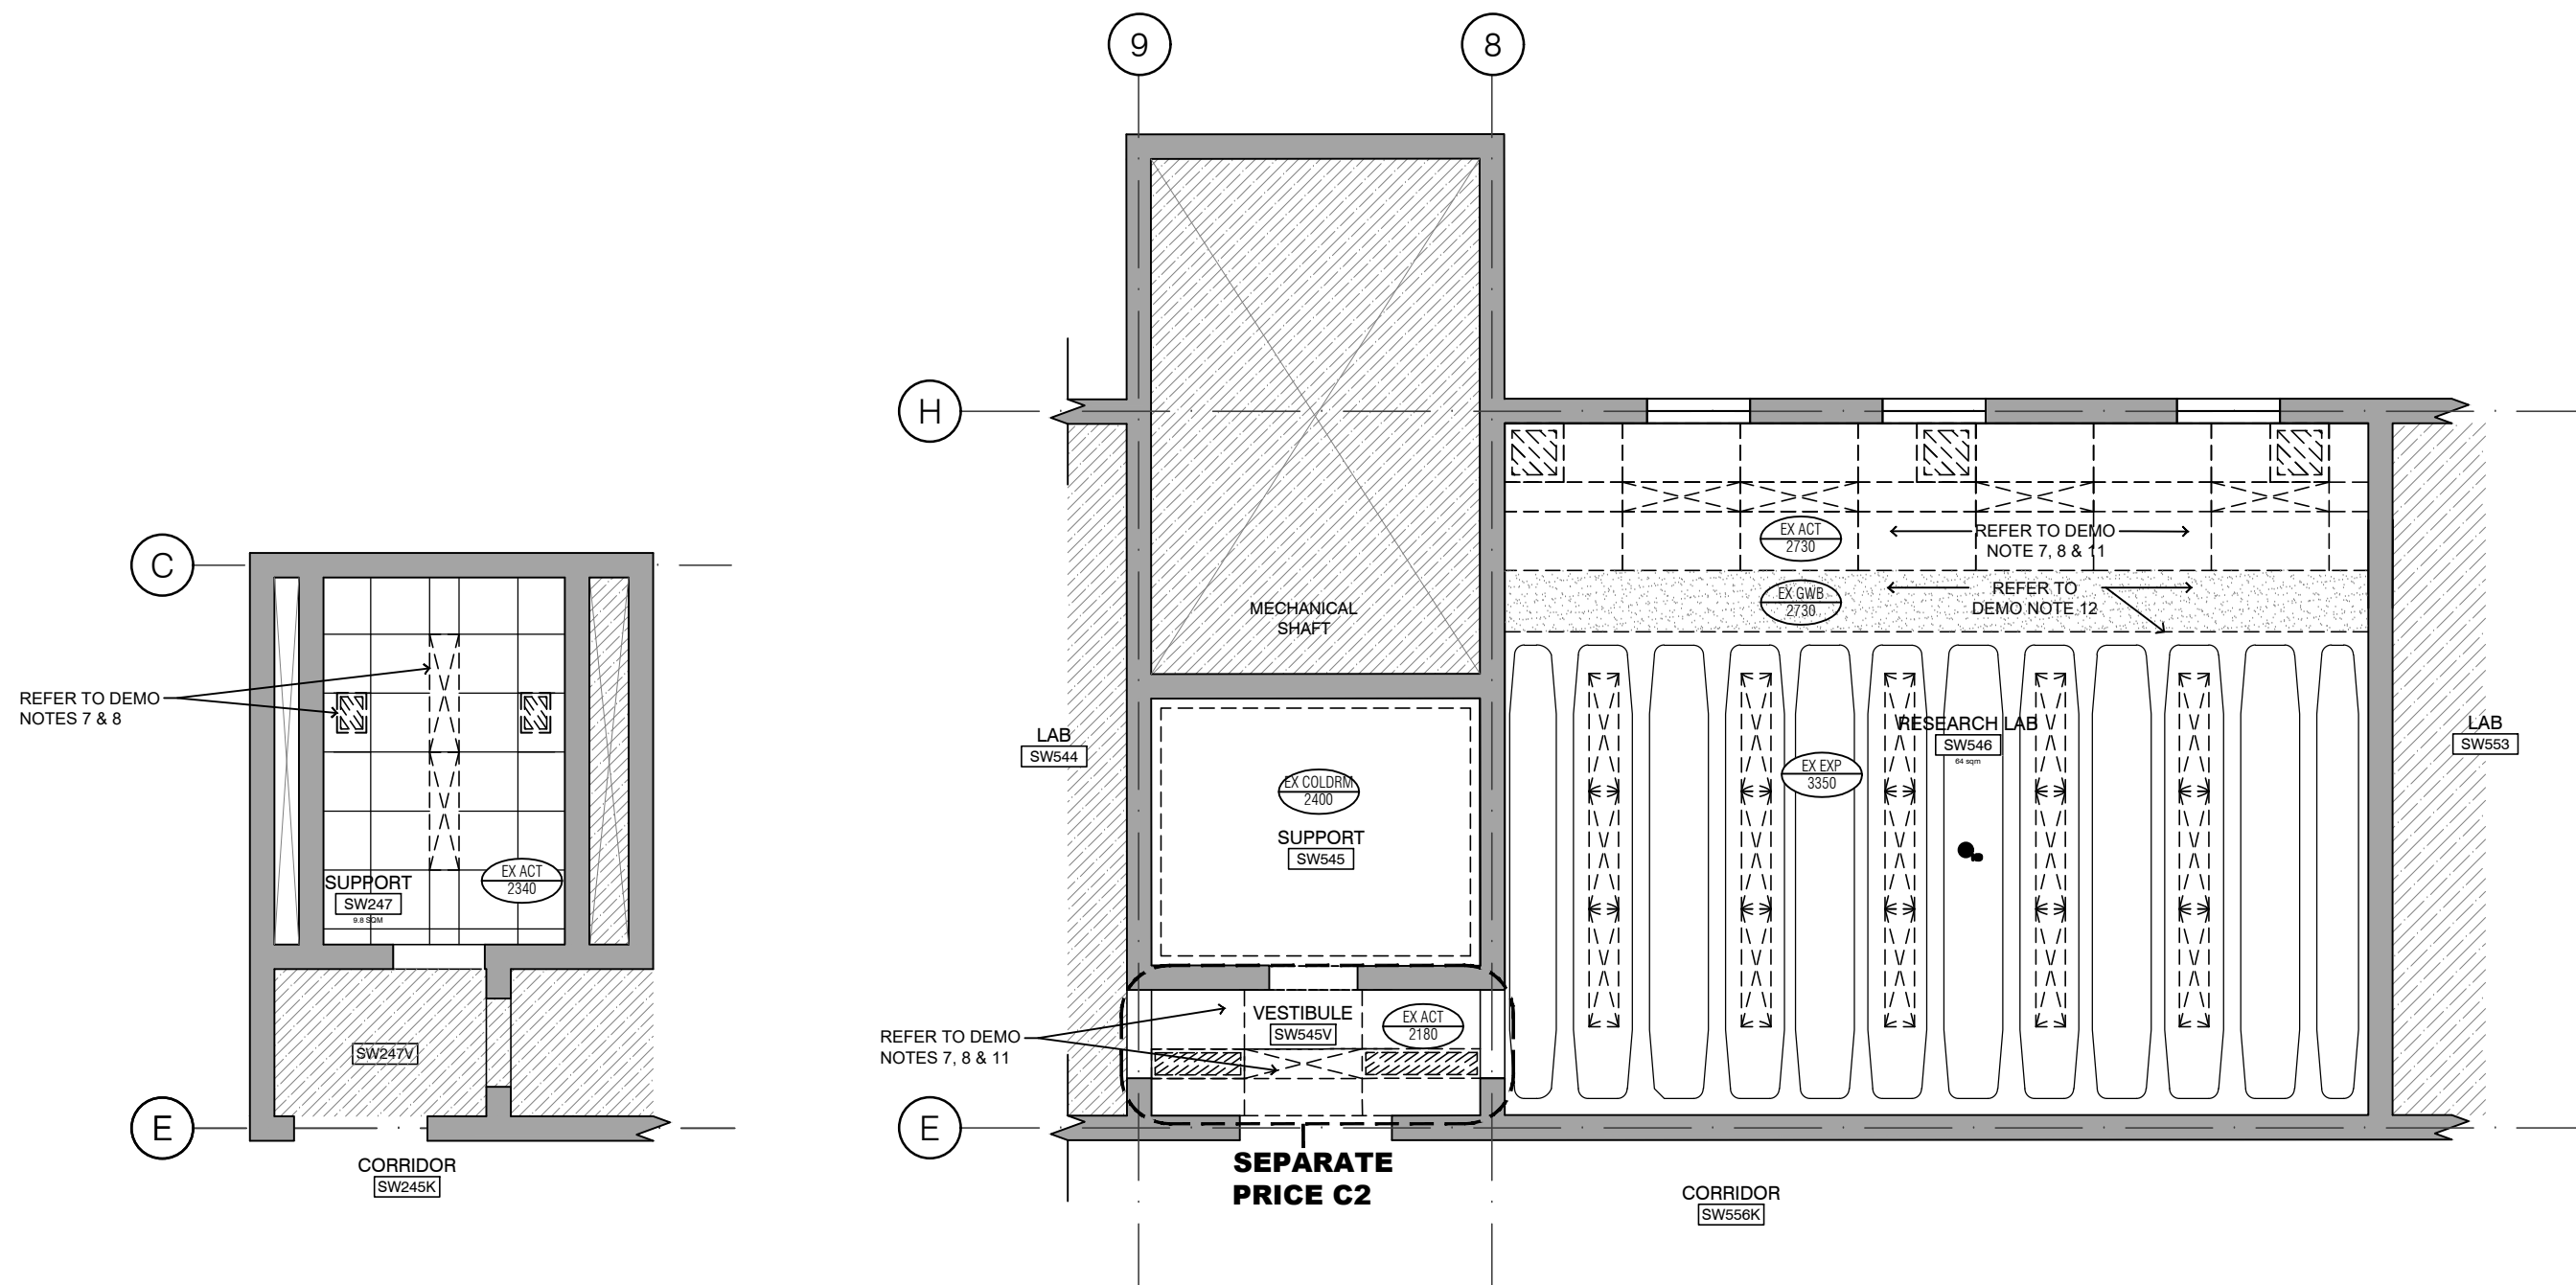 9
8
H
C
E
E
REFER TO DEMO
NOTES 7 & 8
SUPPORT
SW247
9.8 SQM
EX ACT
2340
SW247V
CORRIDOR
SW245K
MECHANICAL
SHAFT
LAB
SW544
EX COLDRM
2400
SUPPORT
SW545
REFER TO DEMO
NOTES 7, 8 & 11
VESTIBULE
SW545V
EX ACT
2180
SEPARATE
PRICE C2
EX ACT
2730
REFER TO DEMO
NOTE 7, 8 & 11
EX GWB
2730
REFER TO
DEMO NOTE 12
RESEARCH LAB
SW546
64 sqm
EX EXP
3350
LAB
SW553
CORRIDOR
SW556K